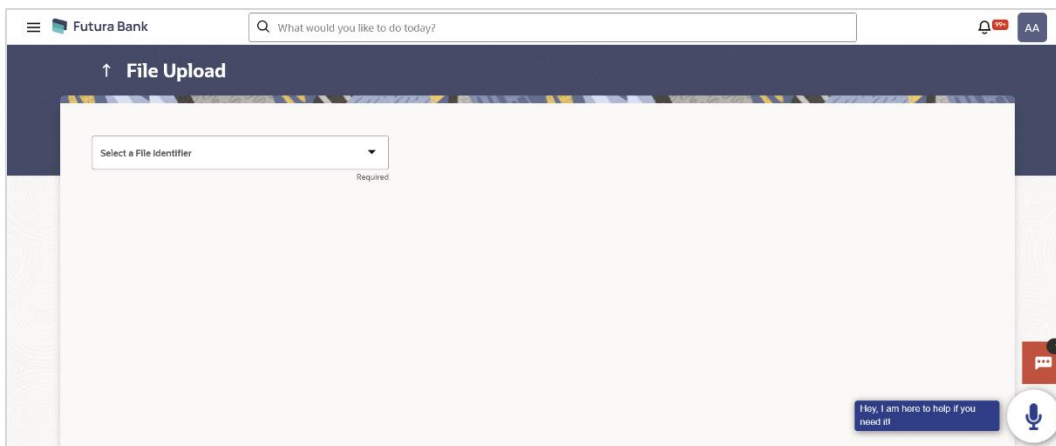 Futura Bank
What would you like to do today?
99+
AA
↑ File Upload
Select a File Identifier
Required
Hey, I am here to help if you
need it!